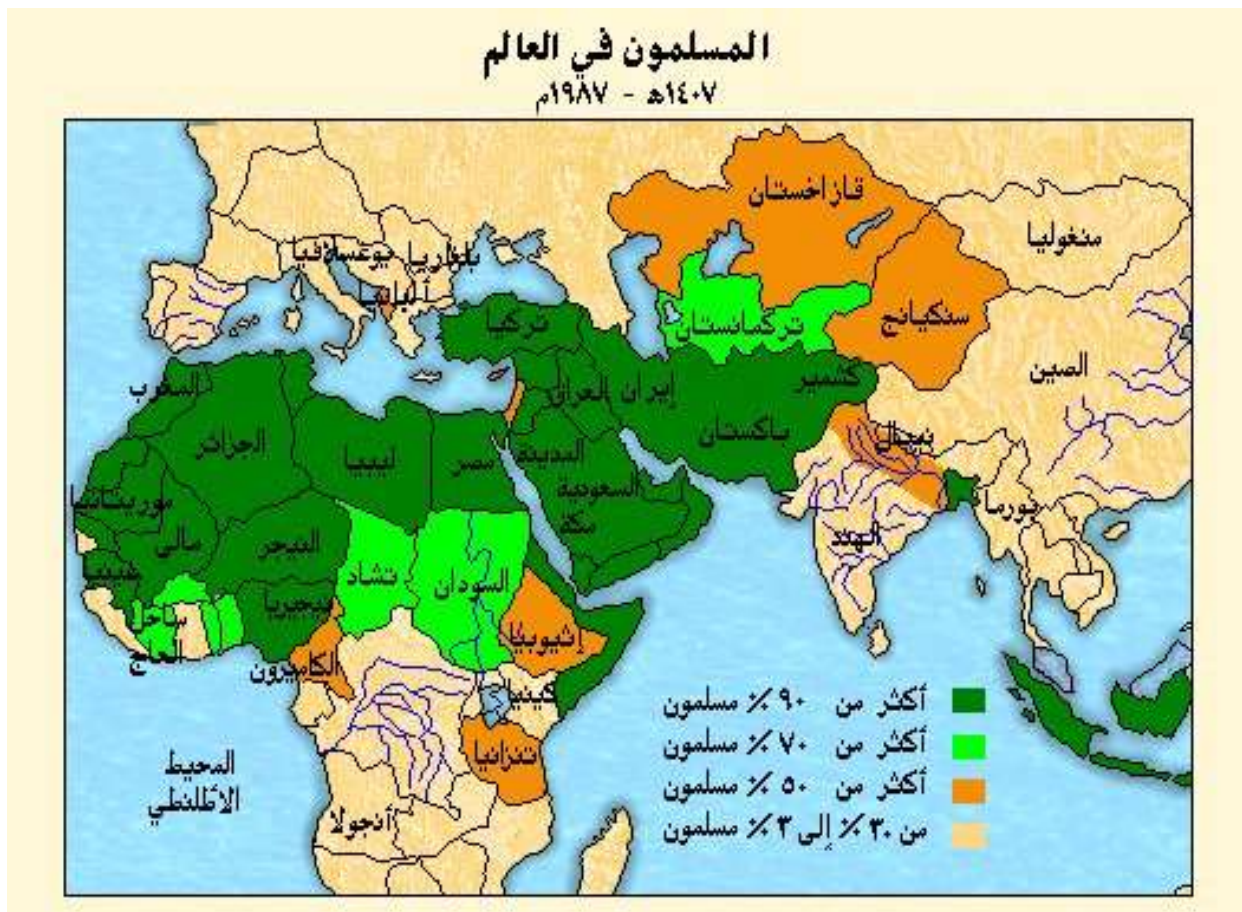 المسلمون في العالم
١٤٠٧ه - ١٩٨٧م
قازاخستان
منغوليا
يوغسلافيا
بلغاريا
ألبانيا
تركيا
تركمانستان
سنكيانج
الصين
المغرب
العراق
إيران
كشمير
الجزائر
ليبيا
مصر
المدينة
باكستان
نيبال
السعودية
مكة
موريتانيا
مالي
النيجر
تشاد
السودان
الهند
بورما
غينيا
نيجيريا
ساحل
العاج
الكاميرون
إثيوبيا
كينيا
تنزانيا
أنجولا
المحيط
الأطلنطي
أكثر من ٩٠ ٪ مسلمون
أكثر من ٧٠ ٪ مسلمون
أكثر من ٥٠ ٪ مسلمون
من ٣٠ ٪ إلى ٣ ٪ مسلمون